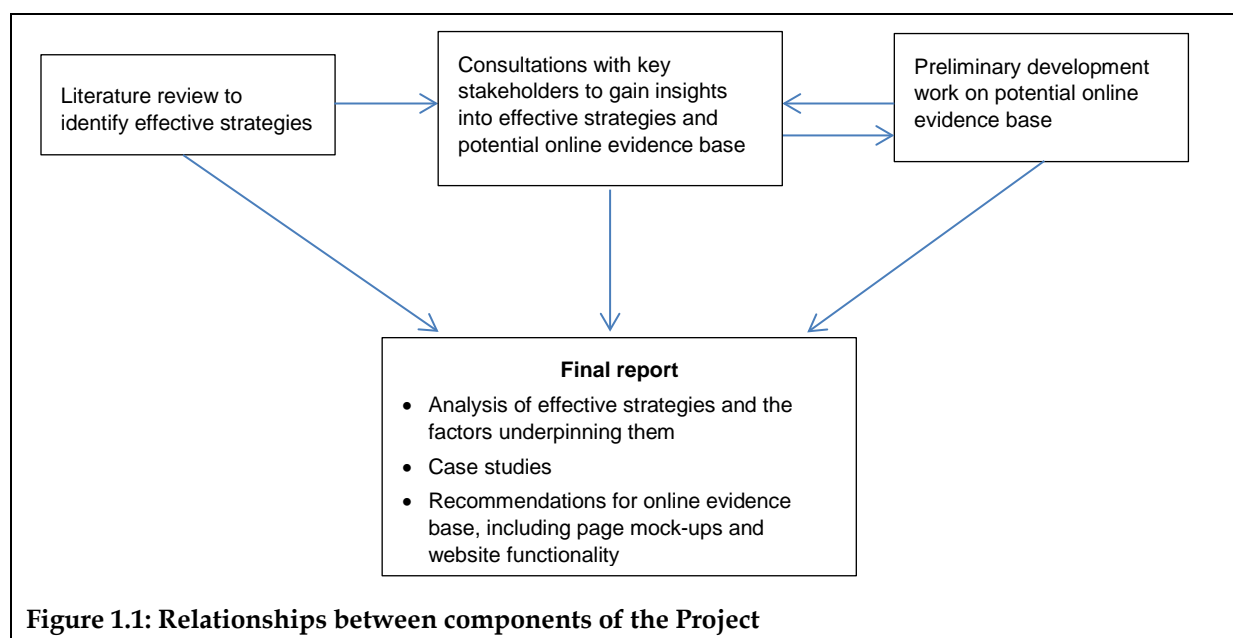 Literature review to
identify effective strategies
Consultations with key
stakeholders to gain insights
into effective strategies and
potential online evidence base
Preliminary development
work on potential online
evidence base
Final report
• Analysis of effective strategies and the
factors underpinning them
• Case studies
• Recommendations for online evidence
base, including page mock-ups and
website functionality
Figure 1.1: Relationships between components of the Project